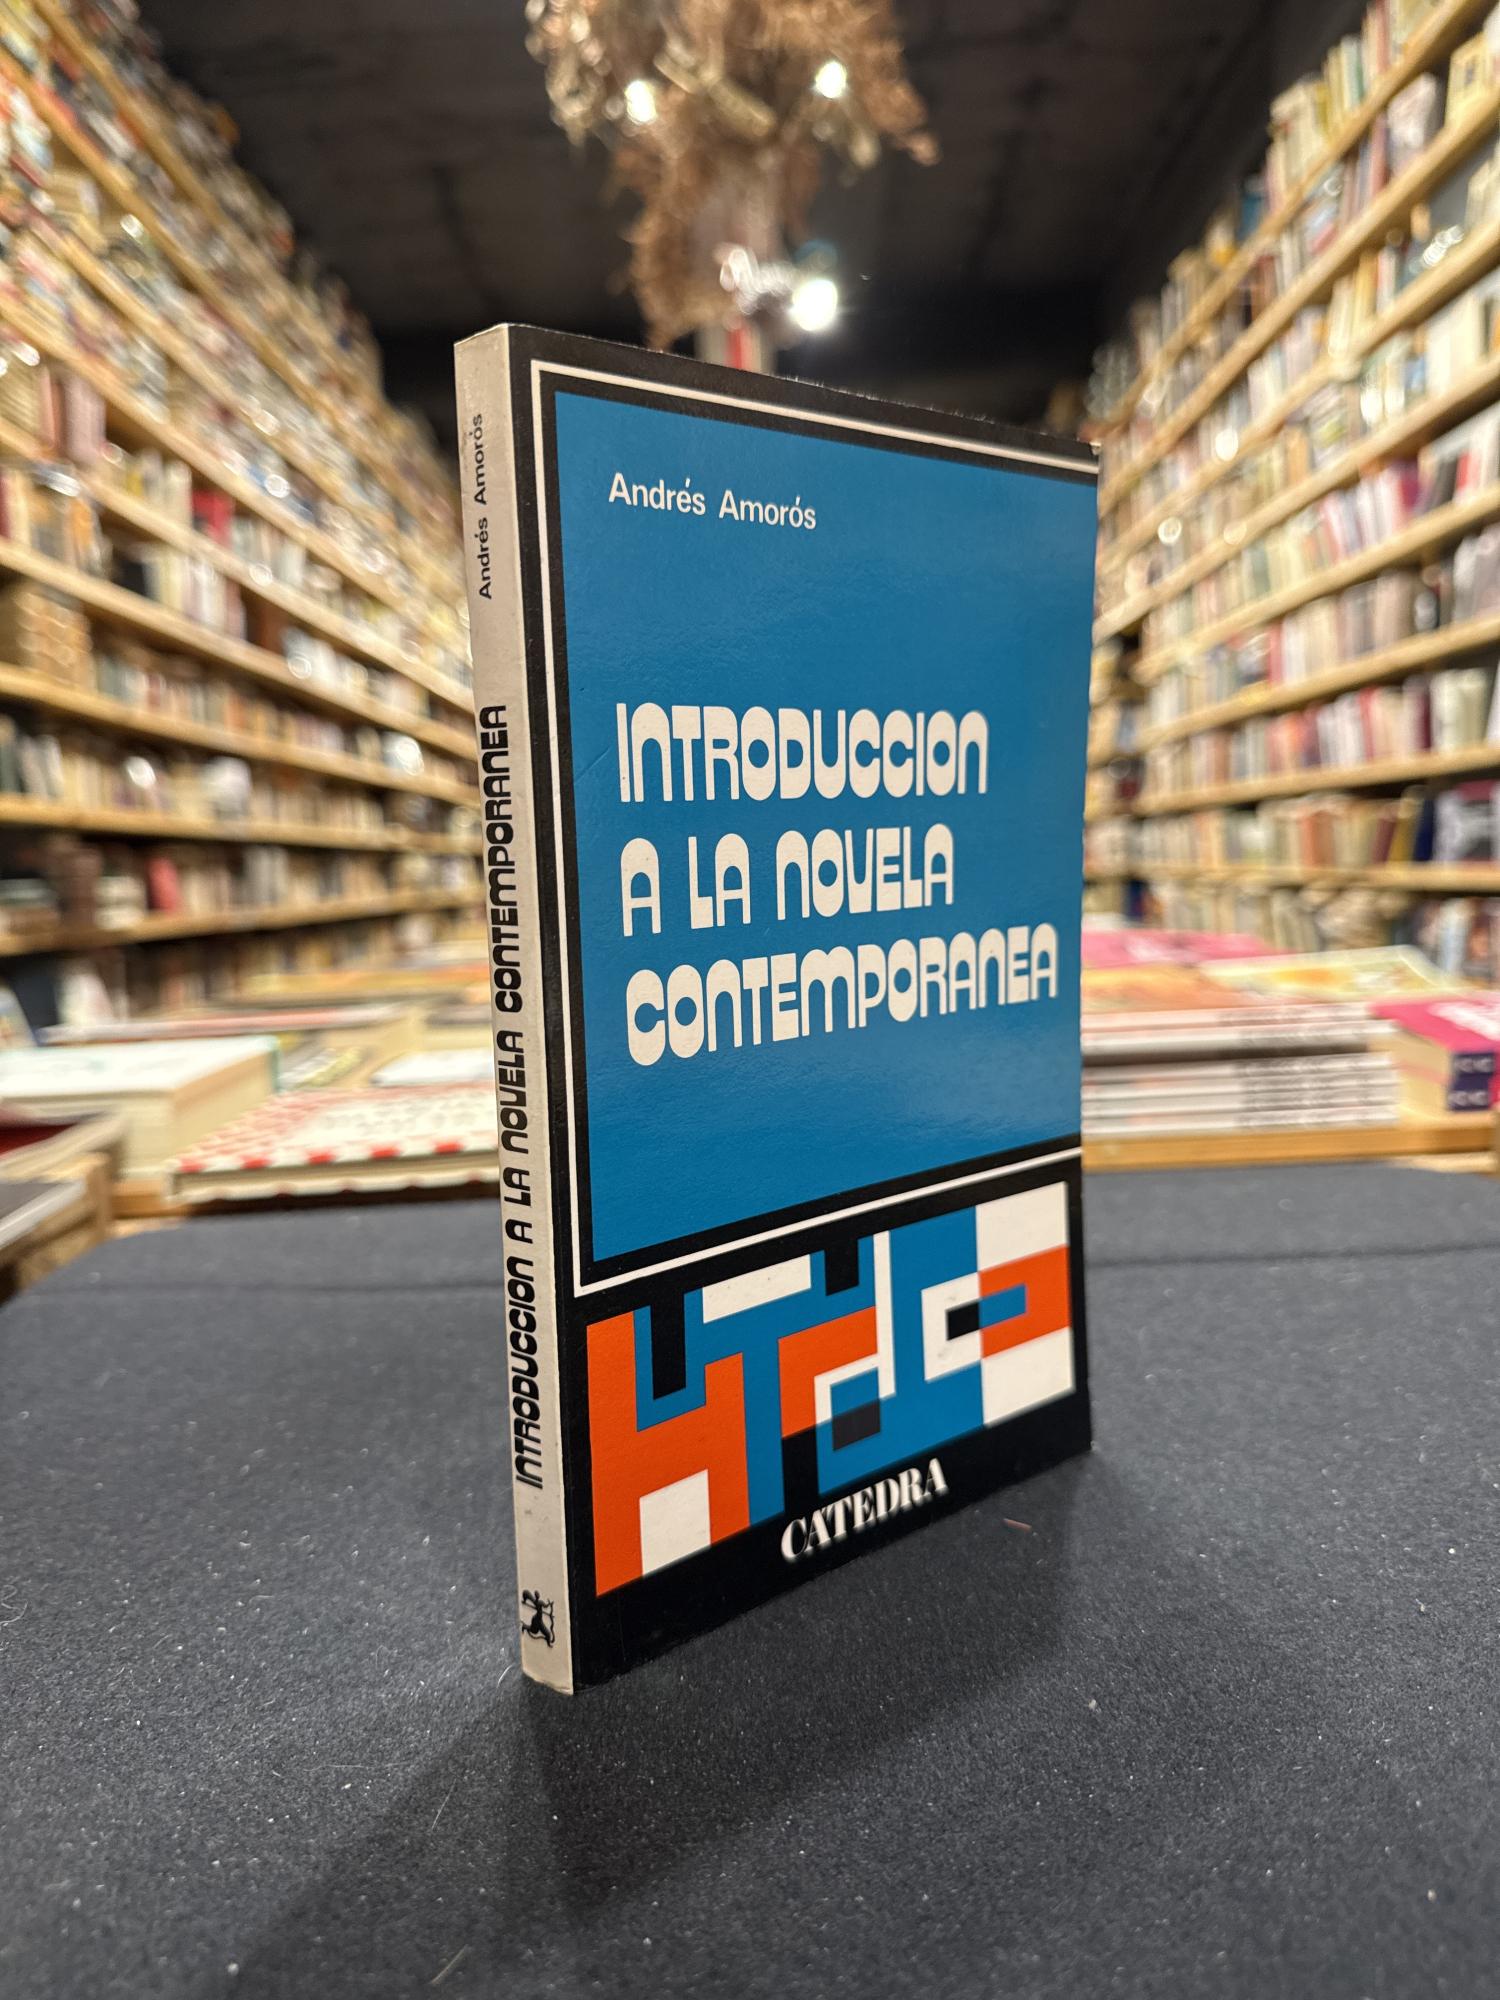 Andrés Amorós
INTRODUCCION A LA NOVELA CONTEMPORANEA
Andrés Amorós
INTRODUCCION
A LA NOVELA
CONTEMPORANEA
CATEDRA